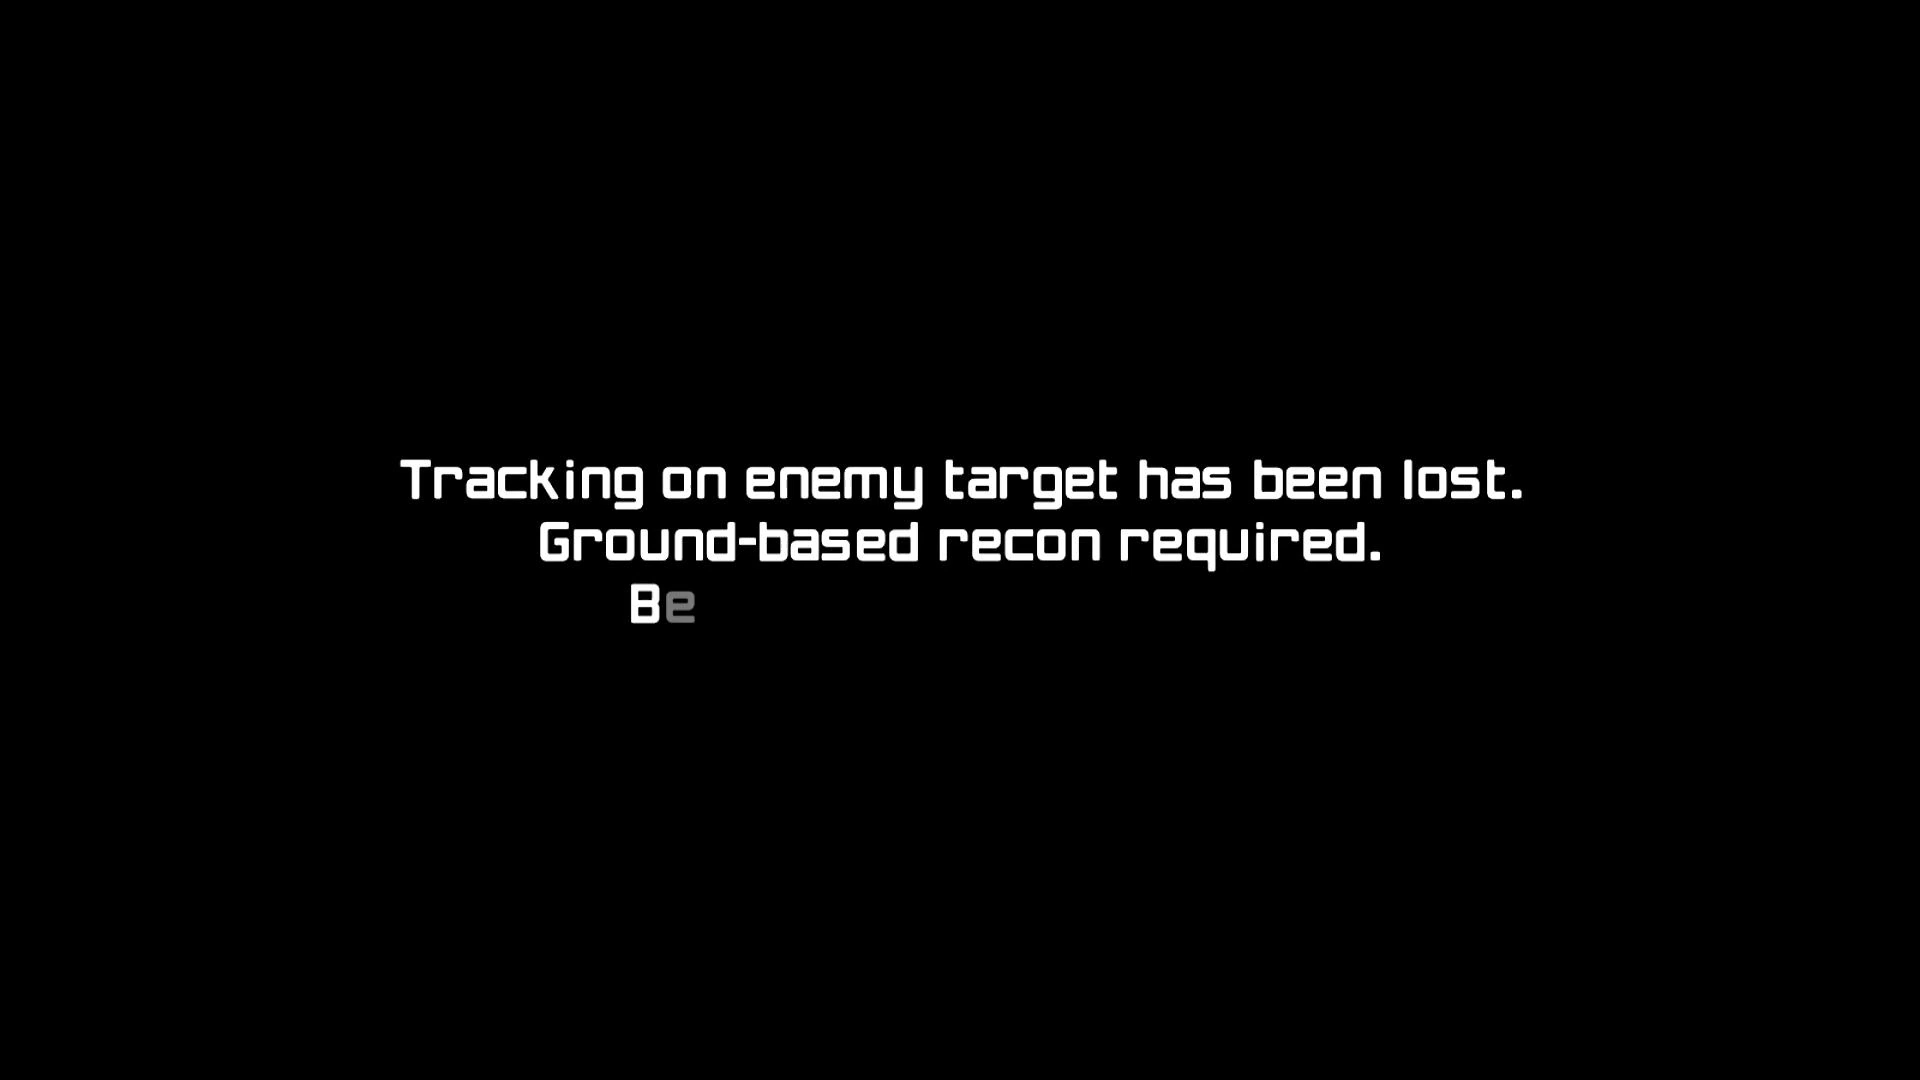 Tracking on enemy target has been lost.
Ground-based recon required.
Be